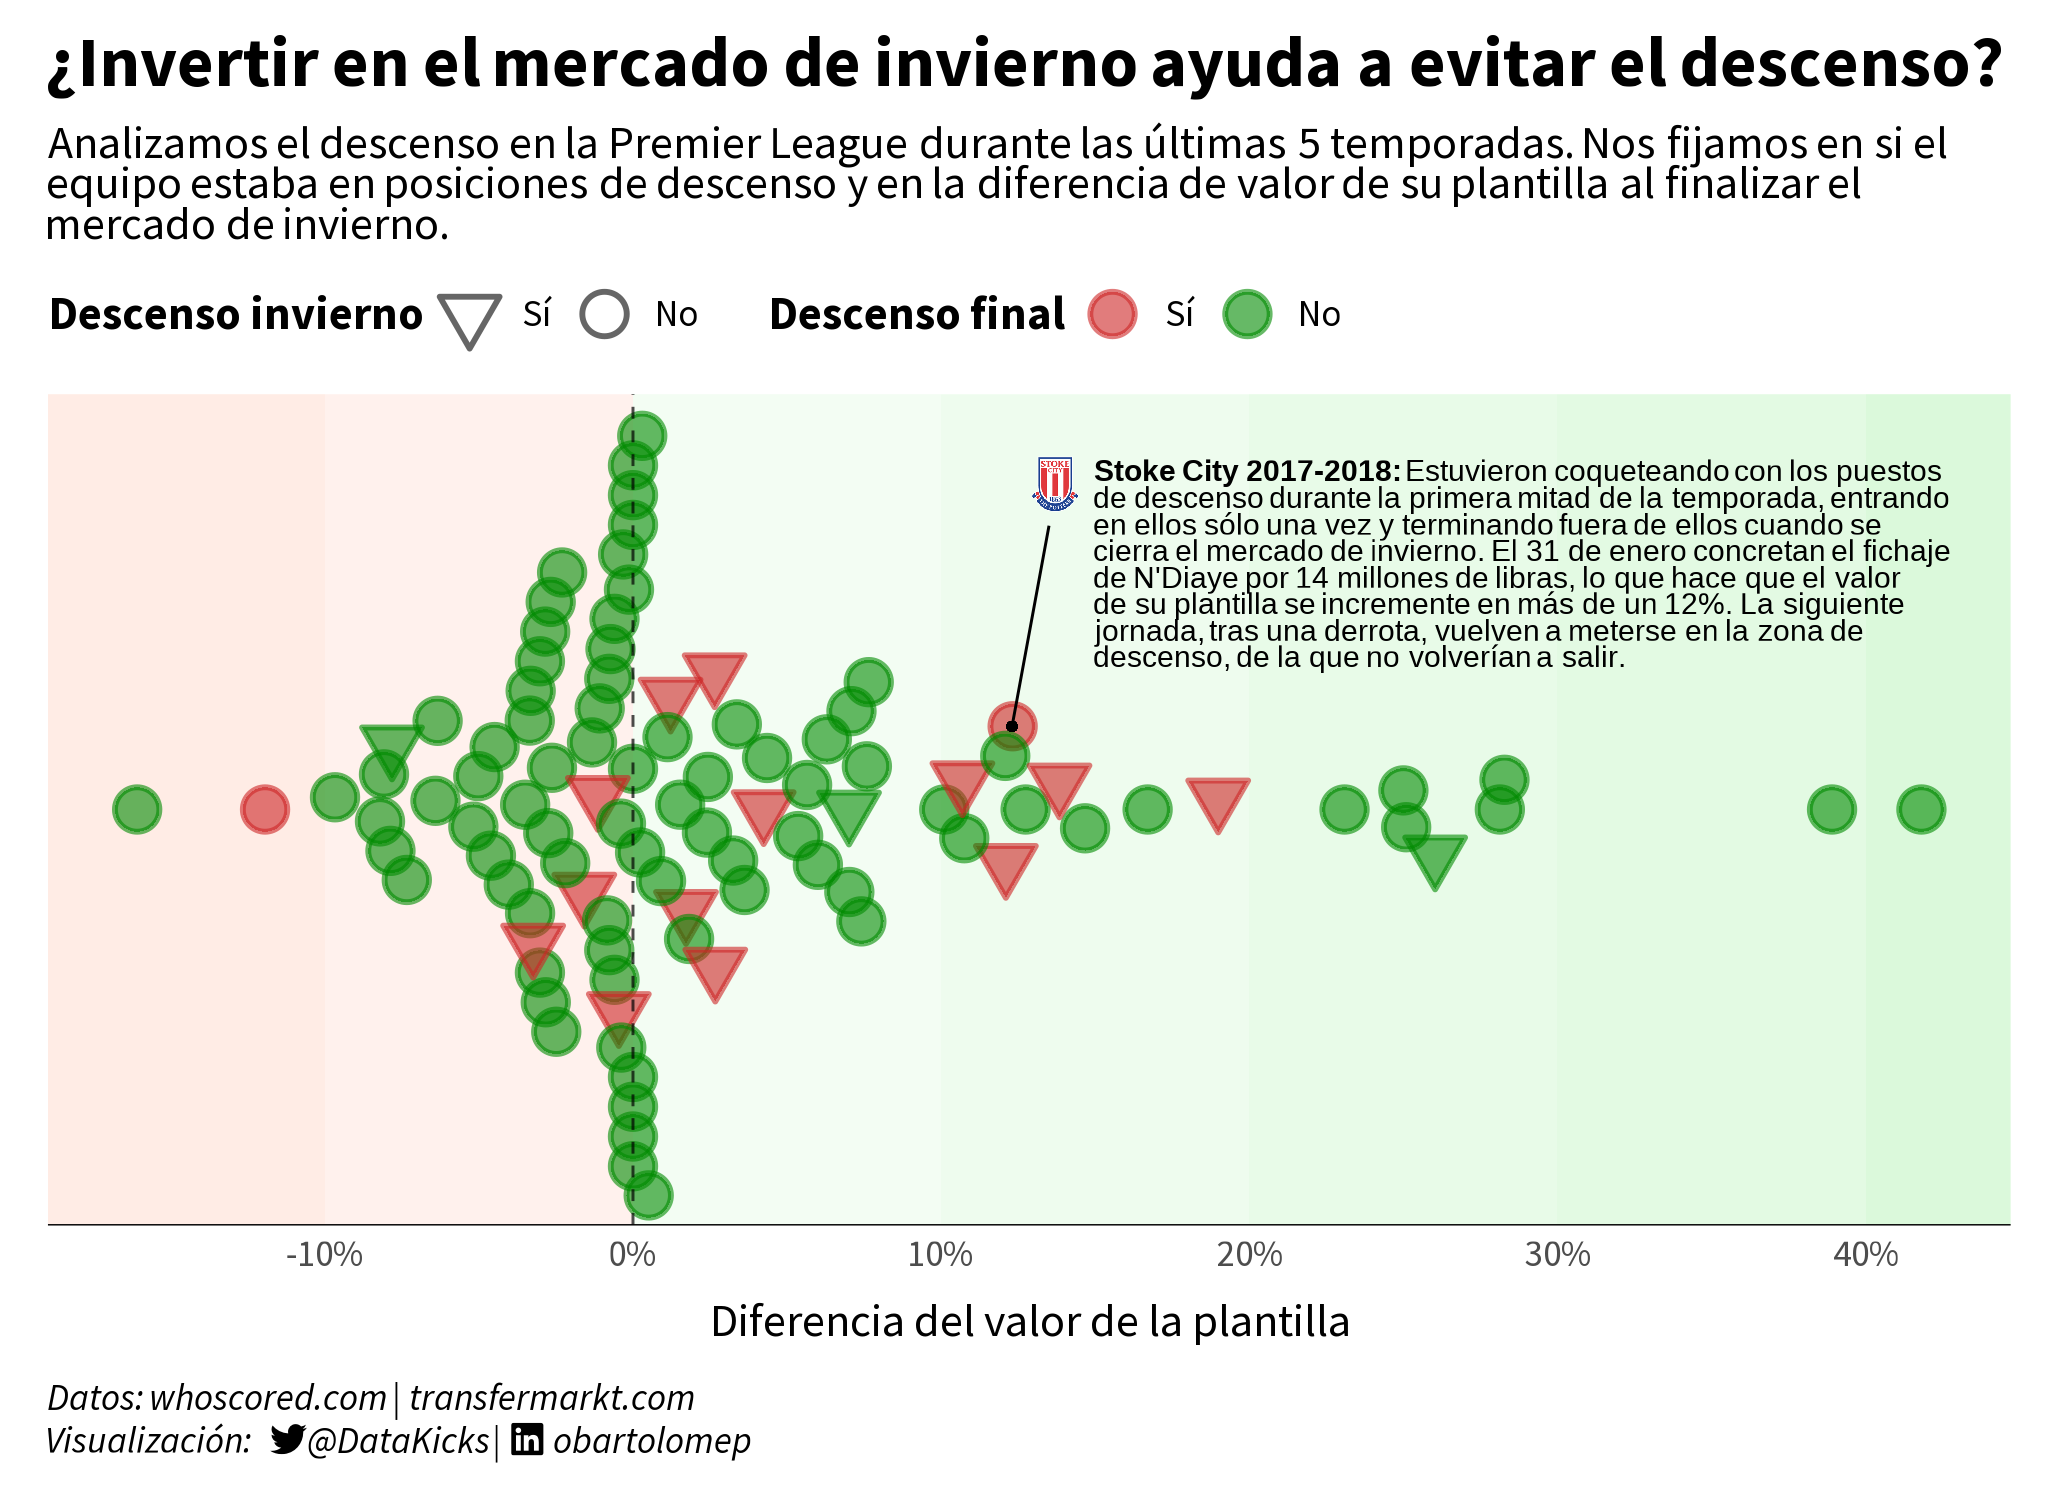 ¿Invertir en el mercado de invierno ayuda a evitar el descenso?
Analizamos el descenso en la Premier League durante las últimas 5 temporadas. Nos fijamos en si el
equipo estaba en posiciones de descenso y en la diferencia de valor de su plantilla al finalizar el
mercado de invierno.
Descenso invierno Sí No Descenso final Sí No
STOKE
CITY
Stoke City 2017-2018: Estuvieron coqueteando con los puestos
de descenso durante la primera mitad de la temporada, entrando
en ellos sólo una vez y terminando fuera de ellos cuando se
cierra el mercado de invierno. El 31 de enero concretan el fichaje
de N'Diaye por 14 millones de libras, lo que hace que el valor
de su plantilla se incremente en más de un 12%. La siguiente
jornada, tras una derrota, vuelven a meterse en la zona de
descenso, de la que no volverían a salir.
-10% 0% 10% 20% 30% 40%
Diferencia del valor de la plantilla
Datos: whoscored.com | transfermarkt.com
Visualización: @DataKicks | in obartolomep